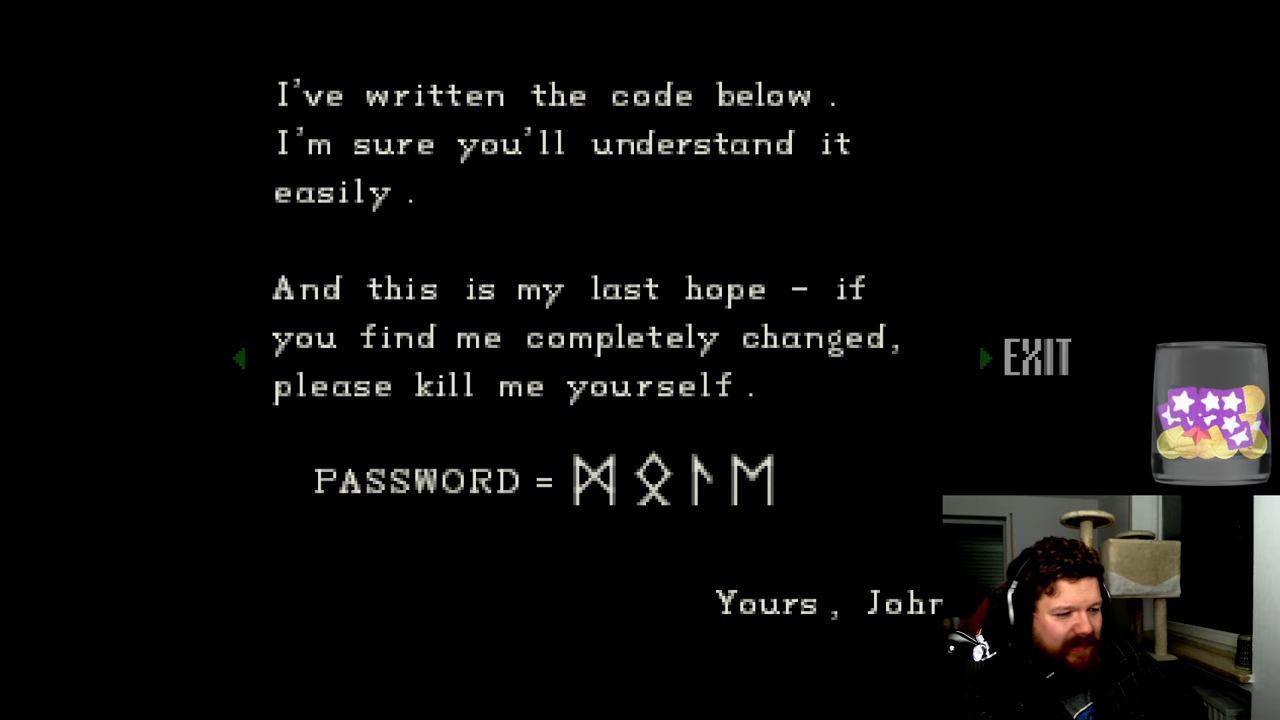 I've written the code below .
I'm sure you'll understand it
easily .
And this is my last hope - if
you find me completely changed,
please kill me yourself .
EXIT
PASSWORD = ᛞᛟᛚᛖ
Yours , John